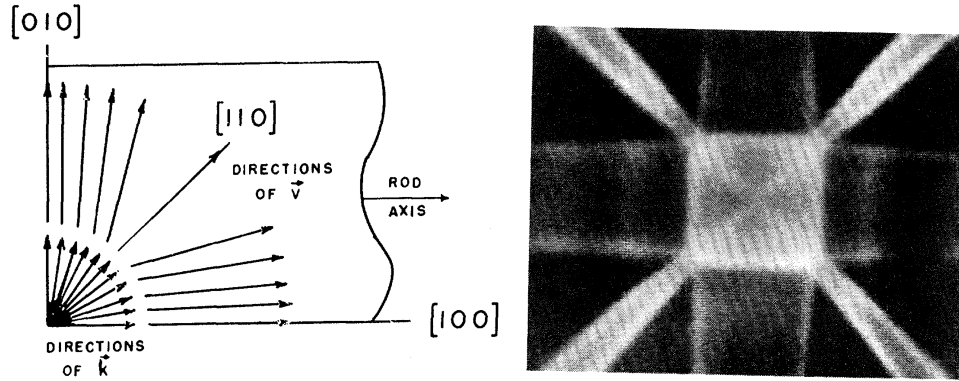 [010]
[110]
DIRECTIONS
OF v⃗
ROD
AXIS
[100]
DIRECTIONS
OF k⃗